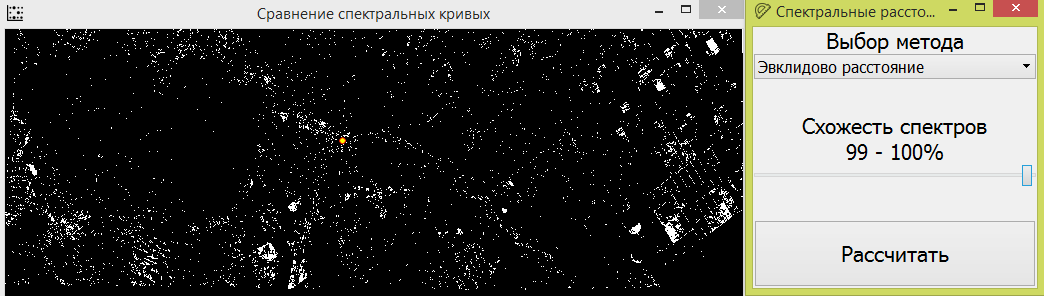 Сравнение спектральных кривых
Спектральные рассто...
Выбор метода
Эвклидово расстояние
Схожесть спектров
99 - 100%
Рассчитать